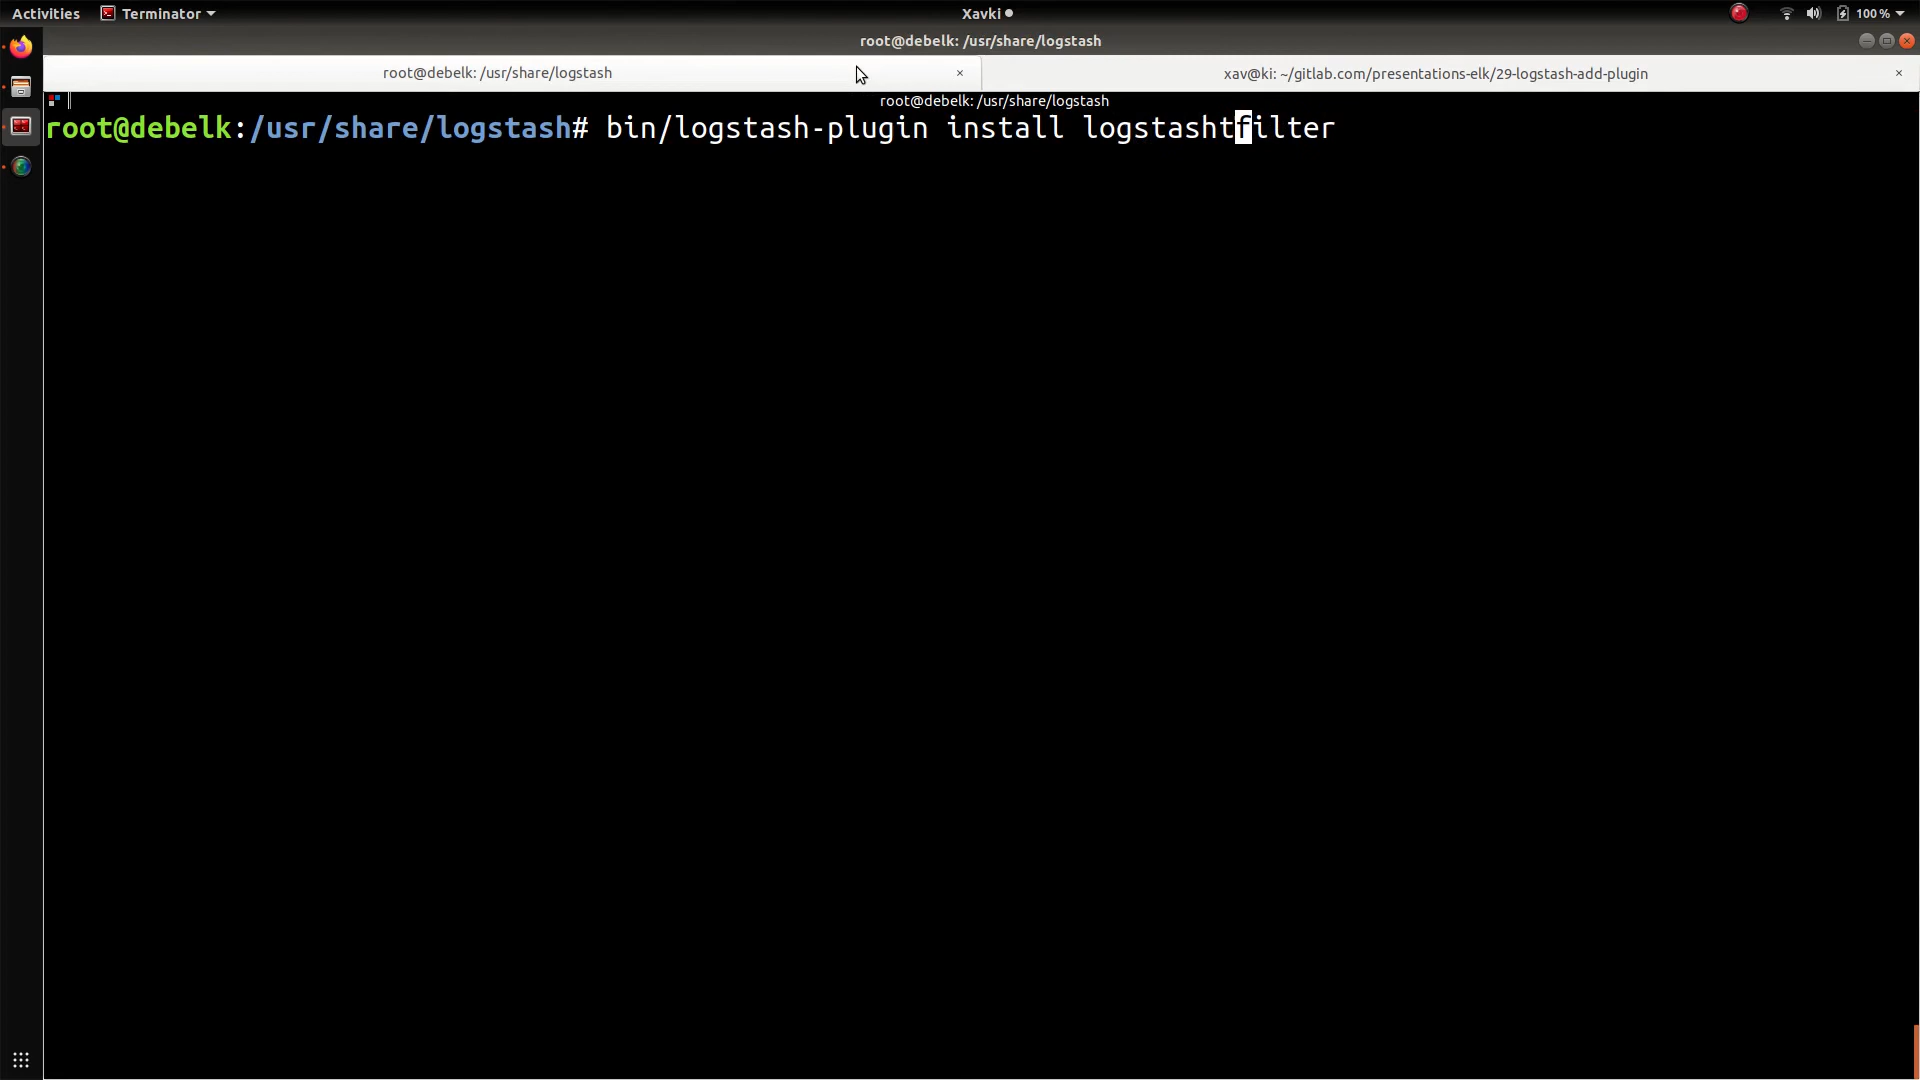 Activities Terminator Xavki 100 %
root@debelk: /usr/share/logstash
root@debelk: /usr/share/logstash × xav@ki: ~/gitlab.com/presentations-elk/29-logstash-add-plugin ×
root@debelk: /usr/share/logstash
root@debelk:/usr/share/logstash# bin/logstash-plugin install logstashtfilter